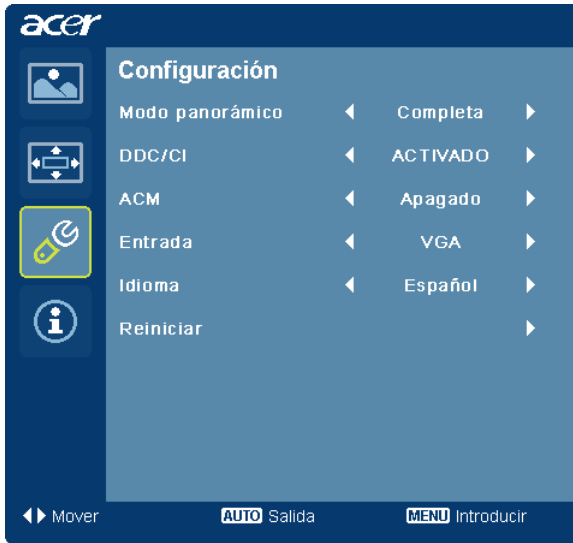 acer
Configuración
Modo panorámico Completa
DDC/CI ACTIVADO
ACM Apagado
Entrada VGA
Idioma Español
Reiniciar
Mover AUTO Salida MENU Introducir